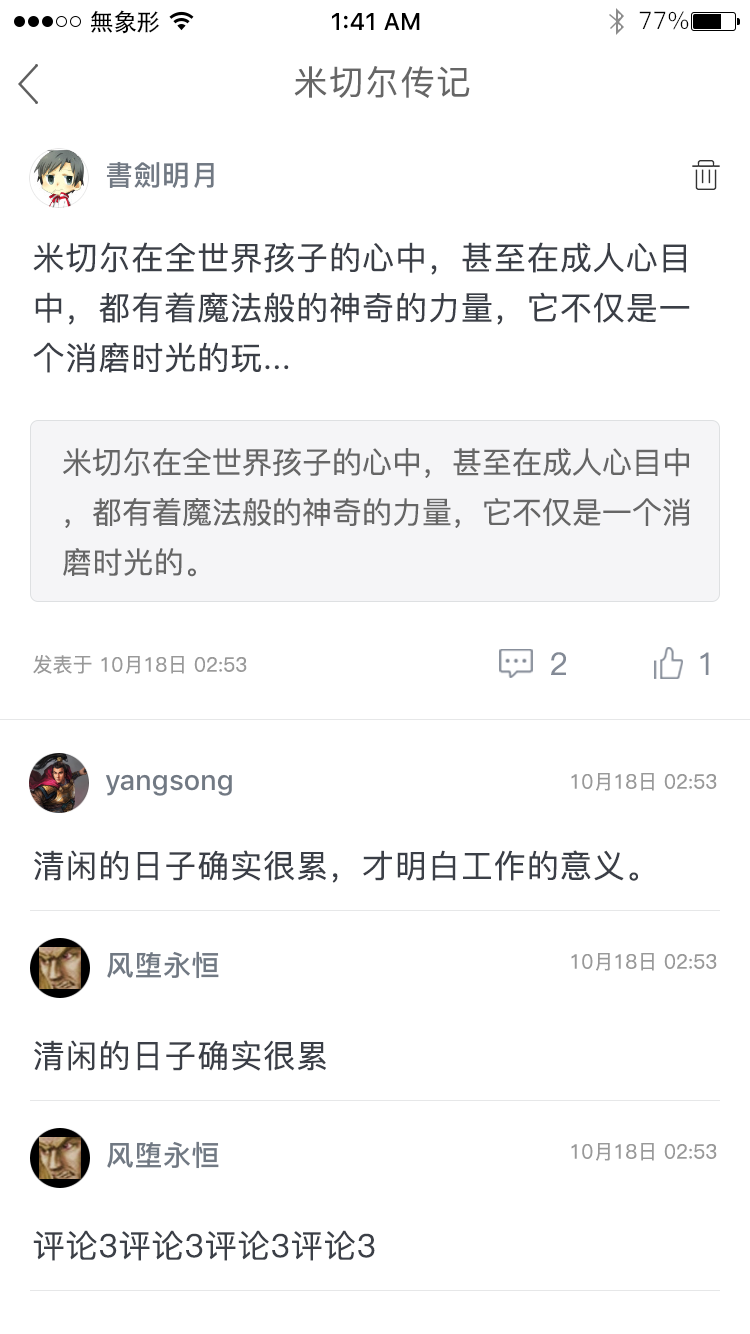 無象形 1:41 AM 77%
米切尔传记
書劍明月
米切尔在全世界孩子的心中，甚至在成人心目
中，都有着魔法般的神奇的力量，它不仅是一
个消磨时光的玩...
米切尔在全世界孩子的心中，甚至在成人心目中
，都有着魔法般的神奇的力量，它不仅是一个消
磨时光的。
发表于 10月18日 02:53 2 1
yangsong 10月18日 02:53
清闲的日子确实很累，才明白工作的意义。
风堕永恒 10月18日 02:53
清闲的日子确实很累
风堕永恒 10月18日 02:53
评论3评论3评论3评论3